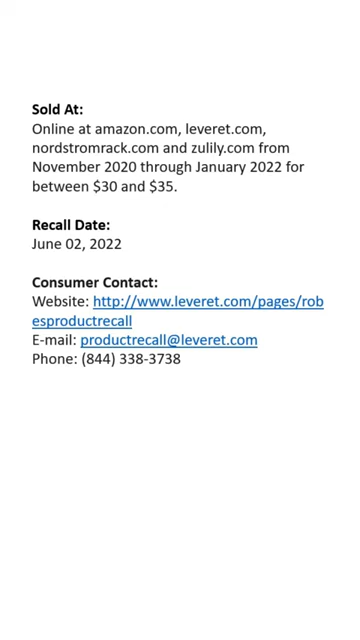 Sold At:
Online at amazon.com, leveret.com,
nordstromrack.com and zulily.com from
November 2020 through January 2022 for
between $30 and $35.
Recall Date:
June 02, 2022
Consumer Contact:
Website: http://www.leveret.com/pages/rob
esproductrecall
E-mail: productrecall@leveret.com
Phone: (844) 338-3738